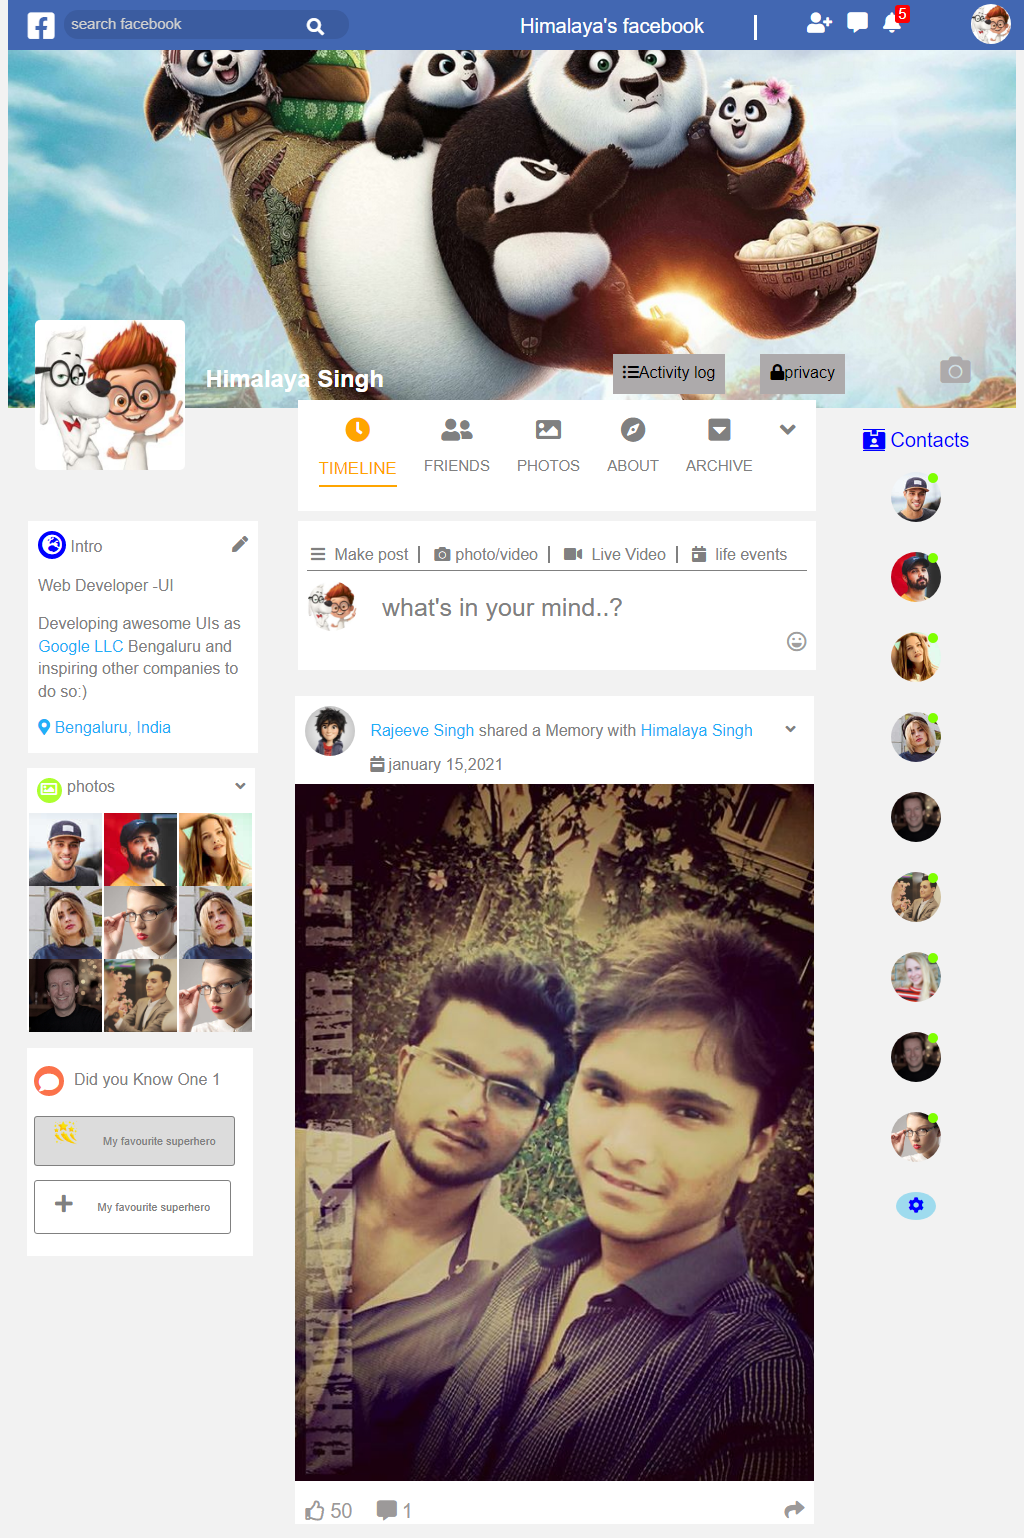 search facebook
Himalaya's facebook
5
Himalaya Singh
Activity log
privacy
TIMELINE
FRIENDS
PHOTOS
ABOUT
ARCHIVE
Contacts
Intro
Web Developer -UI
Developing awesome UIs as
Google LLC Bengaluru and
inspiring other companies to
do so:)
Bengaluru, India
photos
Did you Know One 1
My favourite superhero
My favourite superhero
Make post | photo/video | Live Video | life events
what's in your mind..?
Rajeeve Singh shared a Memory with Himalaya Singh
january 15,2021
50
1